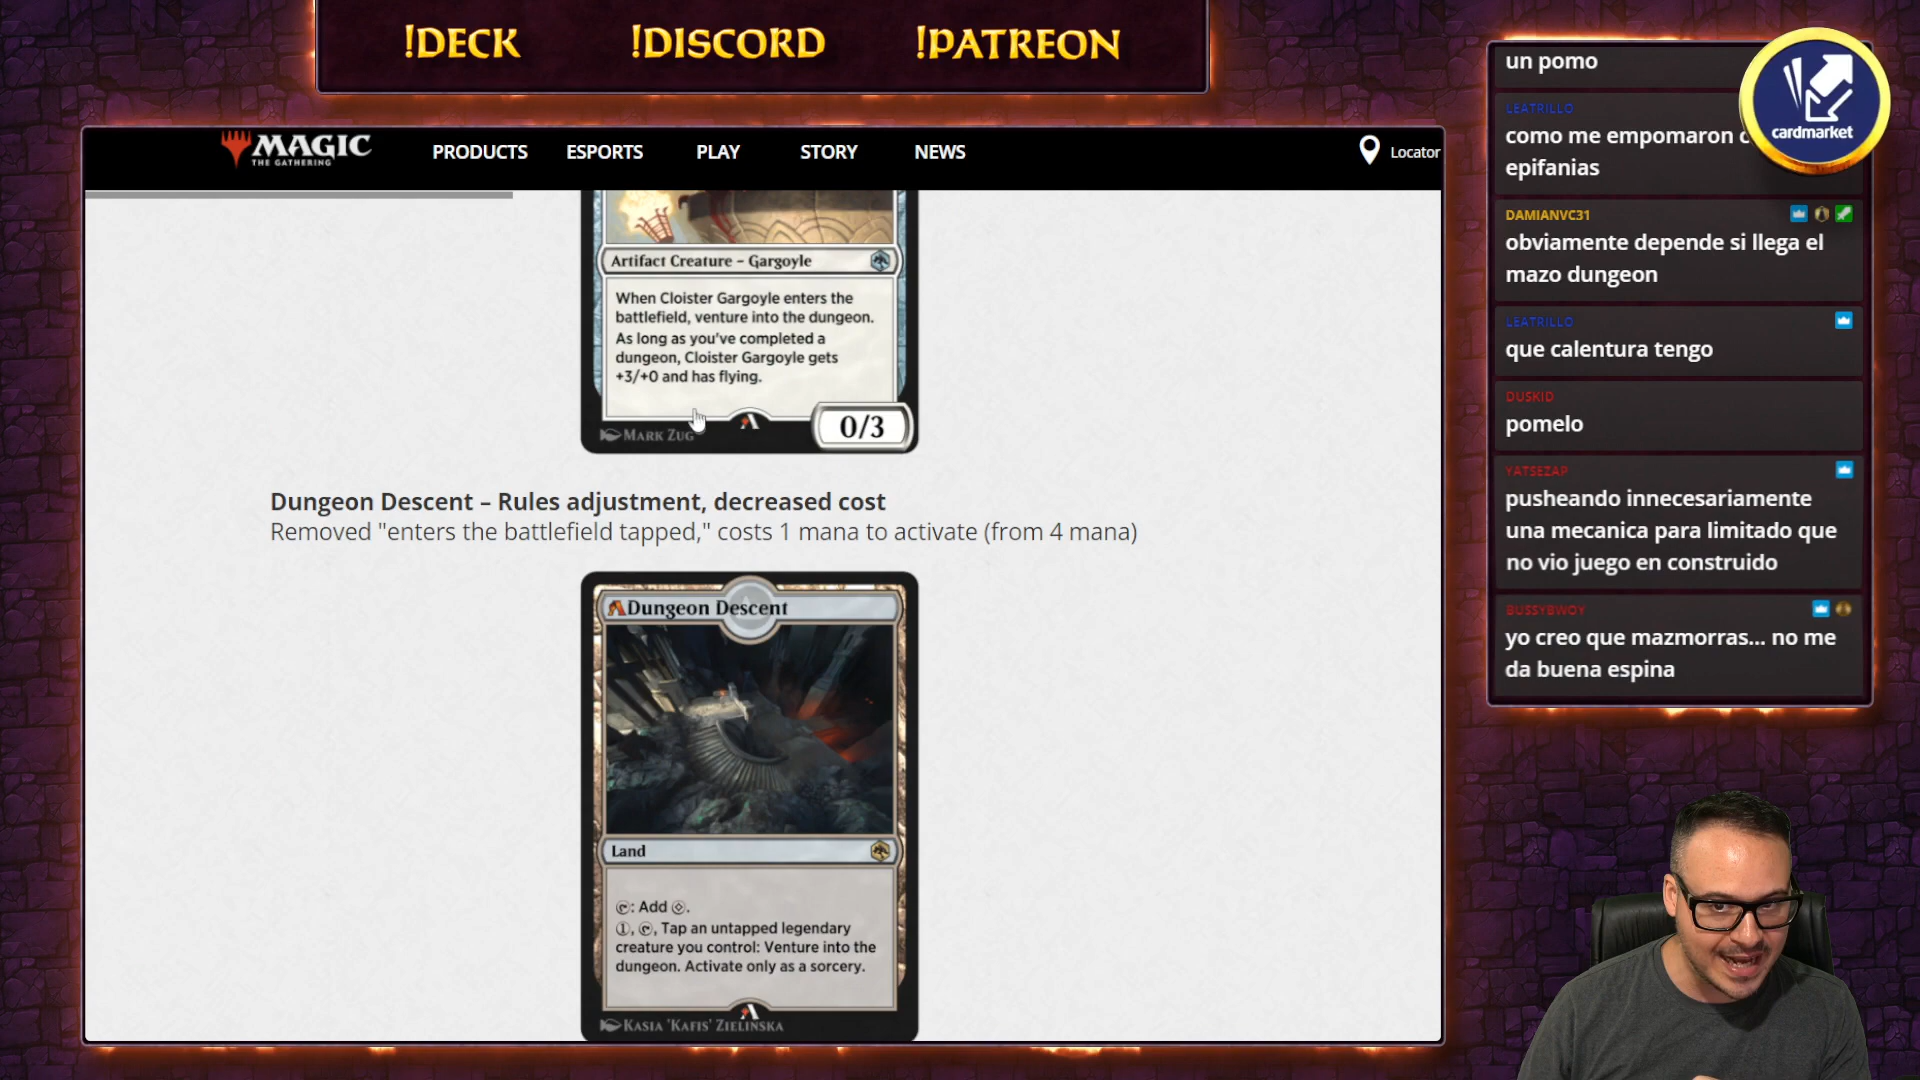 !DECK !DISCORD !PATREON
MAGIC
THE GATHERING
PRODUCTS ESPORTS PLAY STORY NEWS
Locator
Artifact Creature – Gargoyle
When Cloister Gargoyle enters the
battlefield, venture into the dungeon.
As long as you've completed a
dungeon, Cloister Gargoyle gets
+3/+0 and has flying.
0/3
MARK ZUG
Dungeon Descent – Rules adjustment, decreased cost
Removed "enters the battlefield tapped," costs 1 mana to activate (from 4 mana)
Dungeon Descent
Land
: Add .
1, , Tap an untapped legendary
creature you control: Venture into the
dungeon. Activate only as a sorcery.
KASIA 'KAFIS' ZIELIŃSKA
un pomo
LEATRILLO
como me empomaron
epifanias
DAMIANVC31
obviamente depende si llega el
mazo dungeon
LEATRILLO
que calentura tengo
DUSKID
pomelo
YATSEZAP
pusheando innecesariamente
una mecanica para limitado que
no vio juego en construido
BUSSYBWOY
yo creo que mazmorras... no me
da buena espina
cardmarket